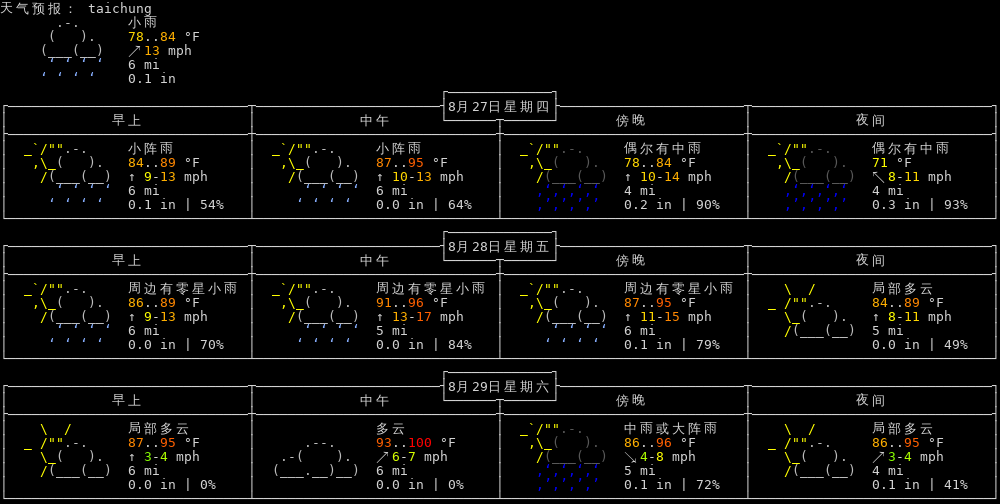 天气预报： taichung
小雨
78..84 °F
↗ 13 mph
6 mi
0.1 in
8月27日星期四
早上 中午 傍晚 夜间
小阵雨 小阵雨 偶尔有中雨 偶尔有中雨
84..89 °F 87..95 °F 78..84 °F 71 °F
↑ 9-13 mph ↑ 10-13 mph ↑ 10-14 mph ↖ 8-11 mph
6 mi 6 mi 4 mi 4 mi
0.1 in | 54% 0.0 in | 64% 0.2 in | 90% 0.3 in | 93%
8月28日星期五
早上 中午 傍晚 夜间
周边有零星小雨 周边有零星小雨 周边有零星小雨 局部多云
86..89 °F 91..96 °F 87..95 °F 84..89 °F
↑ 9-13 mph ↑ 13-17 mph ↑ 11-15 mph ↑ 8-11 mph
6 mi 5 mi 6 mi 5 mi
0.0 in | 70% 0.0 in | 84% 0.1 in | 79% 0.0 in | 49%
8月29日星期六
早上 中午 傍晚 夜间
局部多云 多云 中雨或大阵雨 局部多云
87..95 °F 93..100 °F 86..96 °F 86..95 °F
↑ 3-4 mph ↗ 6-7 mph ↘ 4-8 mph ↗ 3-4 mph
6 mi 6 mi 5 mi 4 mi
0.0 in | 0% 0.0 in | 0% 0.1 in | 72% 0.1 in | 41%